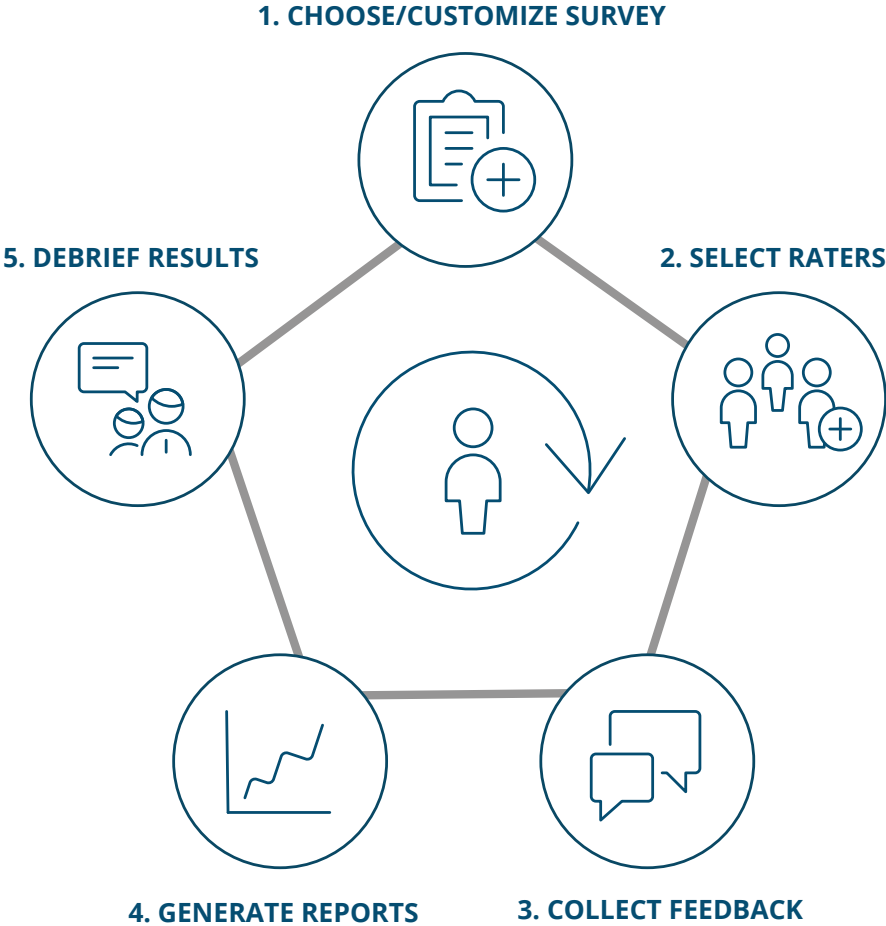 1. CHOOSE/CUSTOMIZE SURVEY
2. SELECT RATERS
3. COLLECT FEEDBACK
4. GENERATE REPORTS
5. DEBRIEF RESULTS